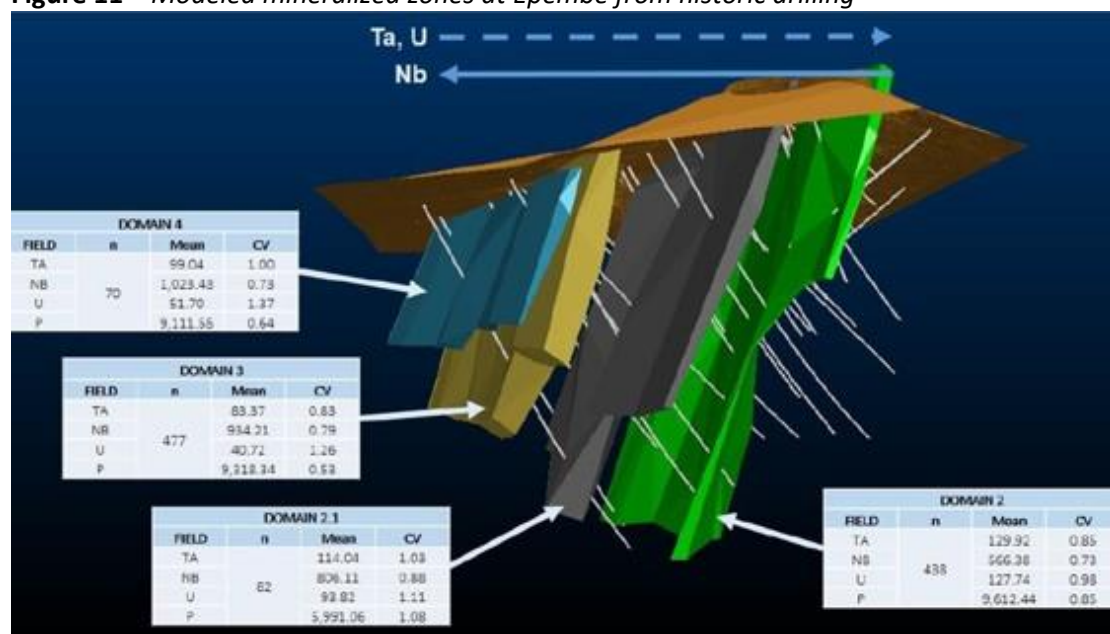 Figure 11 – Modeled mineralized zones at Epembe from historic drilling
Ta, U
Nb
DOMAIN 4
FIELD n Mean CV
TA 99.04 1.00
NB 1,023.43 0.73
70
U 51.70 1.37
P 9,111.55 0.64
DOMAIN 3
FIELD n Mean CV
TA 83.37 0.83
NB 934.21 0.79
477
U 40.72 1.26
P 9,318.34 0.53
DOMAIN 2.1
FIELD n Mean CV
TA 114.04 1.03
NB 806.11 0.88
62
U 93.82 1.11
P 5,991.06 1.08
DOMAIN 2
FIELD n Mean CV
TA 129.92 0.85
NB 566.38 0.73
438
U 127.74 0.98
P 9,612.44 0.85